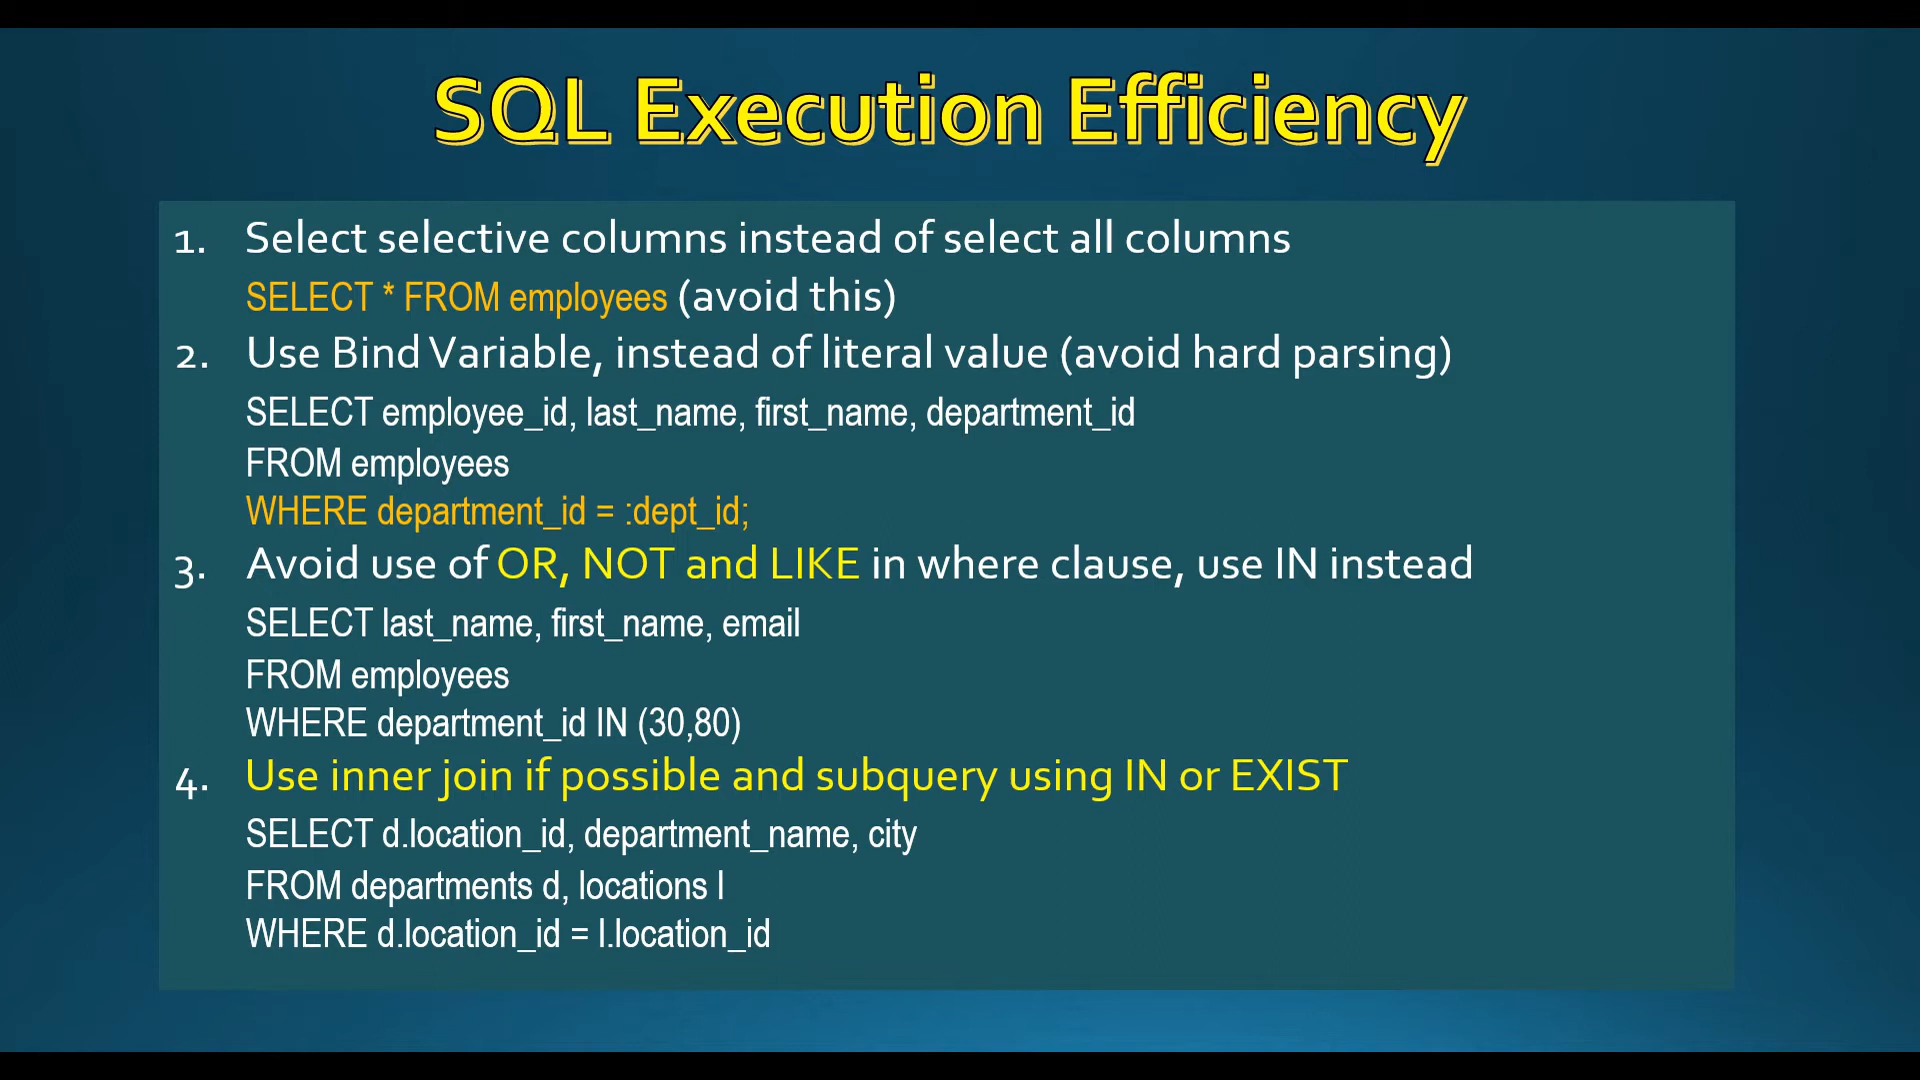 SQL Execution Efficiency
1. Select selective columns instead of select all columns
SELECT * FROM employees (avoid this)
2. Use Bind Variable, instead of literal value (avoid hard parsing)
SELECT employee_id, last_name, first_name, department_id
FROM employees
WHERE department_id = :dept_id;
3. Avoid use of OR, NOT and LIKE in where clause, use IN instead
SELECT last_name, first_name, email
FROM employees
WHERE department_id IN (30,80)
4. Use inner join if possible and subquery using IN or EXIST
SELECT d.location_id, department_name, city
FROM departments d, locations l
WHERE d.location_id = l.location_id